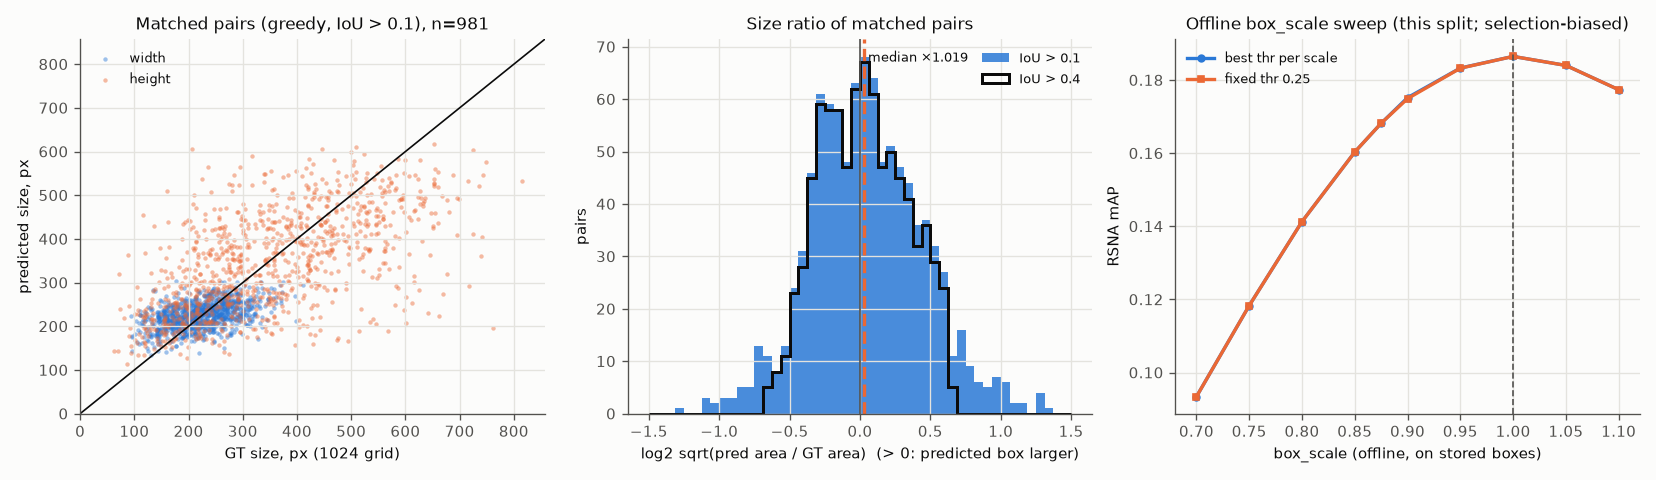 Matched pairs (greedy, IoU > 0.1), n=981
width
height
800
700
600
500
400
300
200
100
0
predicted size, px
0 100 200 300 400 500 600 700 800
GT size, px (1024 grid)
Size ratio of matched pairs
median ×1.019
IoU > 0.1
IoU > 0.4
70
60
50
40
30
20
10
0
pairs
−1.5 −1.0 −0.5 0.0 0.5 1.0 1.5
log2 sqrt(pred area / GT area) (> 0: predicted box larger)
Offline box_scale sweep (this split; selection-biased)
best thr per scale
fixed thr 0.25
0.18
0.16
0.14
0.12
0.10
RSNA mAP
0.70 0.75 0.80 0.85 0.90 0.95 1.00 1.05 1.10
box_scale (offline, on stored boxes)